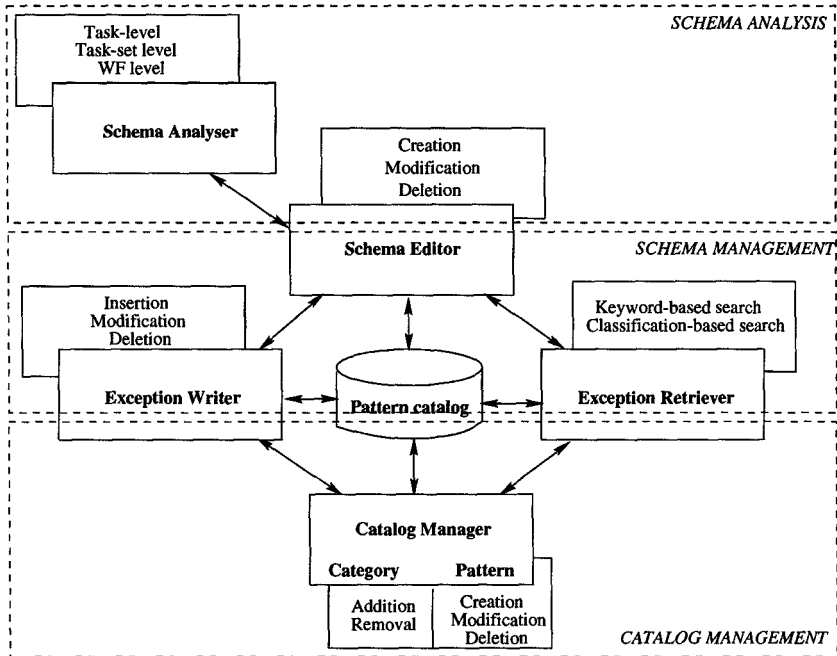 SCHEMA ANALYSIS
Task-level
Task-set level
WF level
Schema Analyser
Creation
Modification
Deletion
Schema Editor
SCHEMA MANAGEMENT
Insertion
Modification
Deletion
Keyword-based search
Classification-based search
Exception Writer
Pattern catalog
Exception Retriever
Catalog Manager
Category Pattern
Addition
Removal
Creation
Modification
Deletion
CATALOG MANAGEMENT